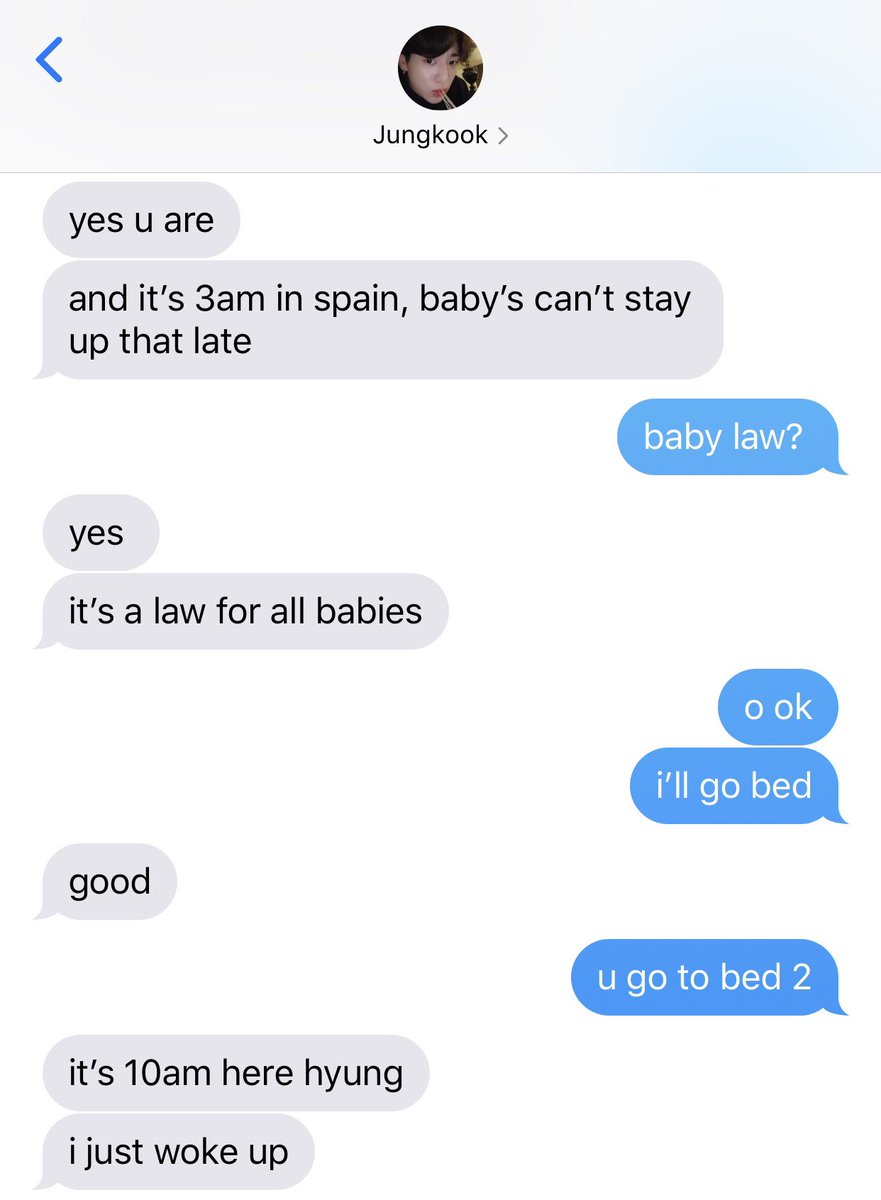 Jungkook
yes u are
and it’s 3am in spain, baby’s can’t stay
up that late
baby law?
yes
it’s a law for all babies
o ok
i’ll go bed
good
u go to bed 2
it’s 10am here hyung
i just woke up